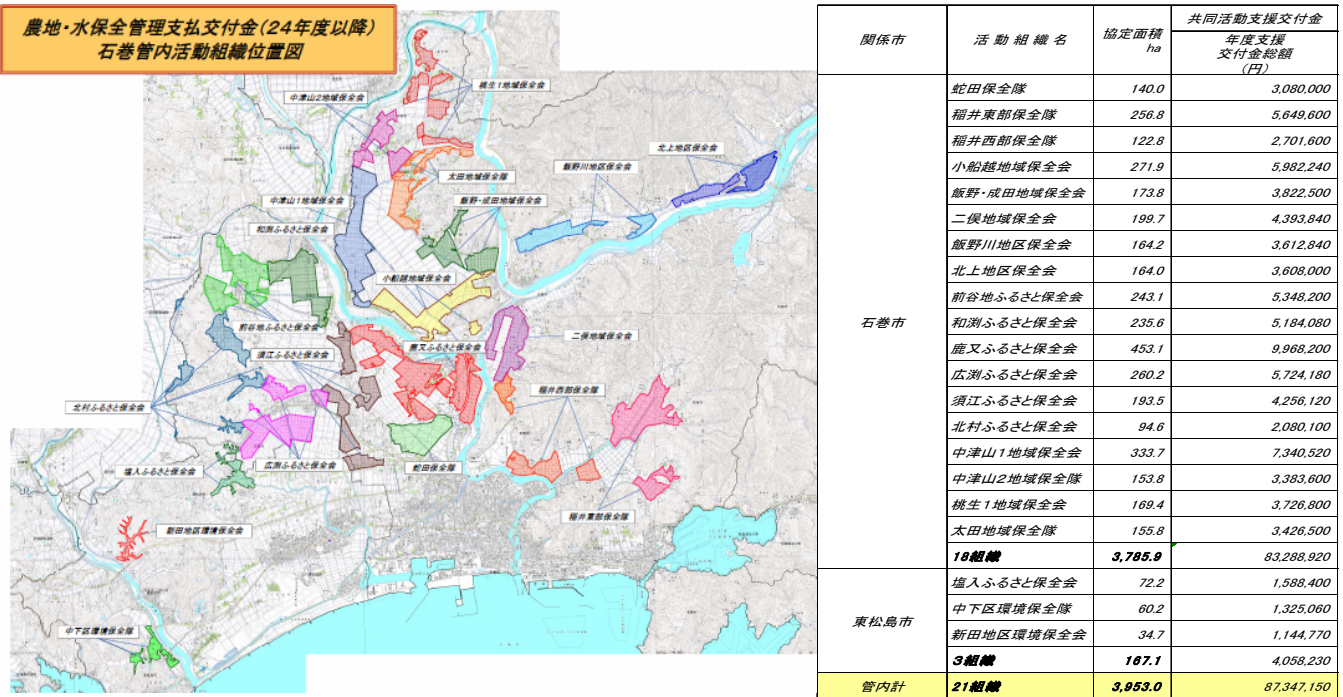 農地・水保全管理支払交付金(24年度以降)
石巻管内活動組織位置図
桃生1地域保全会
中津山2地域保全会
北上地区保全会
飯野川地区保全会
太田地域保全隊
中津山1地域保全会
飯野・成田地域保全会
和渕ふるさと保全会
小船越地域保全会
前谷地ふるさと保全会
二俣地域保全会
鹿又ふるさと保全会
須江ふるさと保全会
稲井西部保全隊
北村ふるさと保全会
塩入ふるさと保全会
広渕ふるさと保全会
蛇田保全隊
稲井東部保全隊
新田地区環境保全会
中下区環境保全隊
関係市 活動組織名 協定面積 ha 共同活動支援交付金
年度支援
交付金総額
(円)
石巻市
蛇田保全隊 140.0 3,080,000
稲井東部保全隊 256.8 5,649,600
稲井西部保全隊 122.8 2,701,600
小船越地域保全会 271.9 5,982,240
飯野・成田地域保全会 173.8 3,822,500
二俣地域保全会 199.7 4,393,840
飯野川地区保全会 164.2 3,612,840
北上地区保全会 164.0 3,608,000
前谷地ふるさと保全会 243.1 5,348,200
和渕ふるさと保全会 235.6 5,184,080
鹿又ふるさと保全会 453.1 9,968,200
広渕ふるさと保全会 260.2 5,724,180
須江ふるさと保全会 193.5 4,256,120
北村ふるさと保全会 94.6 2,080,100
中津山1地域保全会 333.7 7,340,520
中津山2地域保全隊 153.8 3,383,600
桃生1地域保全会 169.4 3,726,800
太田地域保全隊 155.8 3,426,500
18組織 3,785.9 83,288,920
東松島市
塩入ふるさと保全会 72.2 1,588,400
中下区環境保全隊 60.2 1,325,060
新田地区環境保全会 34.7 1,144,770
3組織 167.1 4,058,230
管内計 21組織 3,953.0 87,347,150